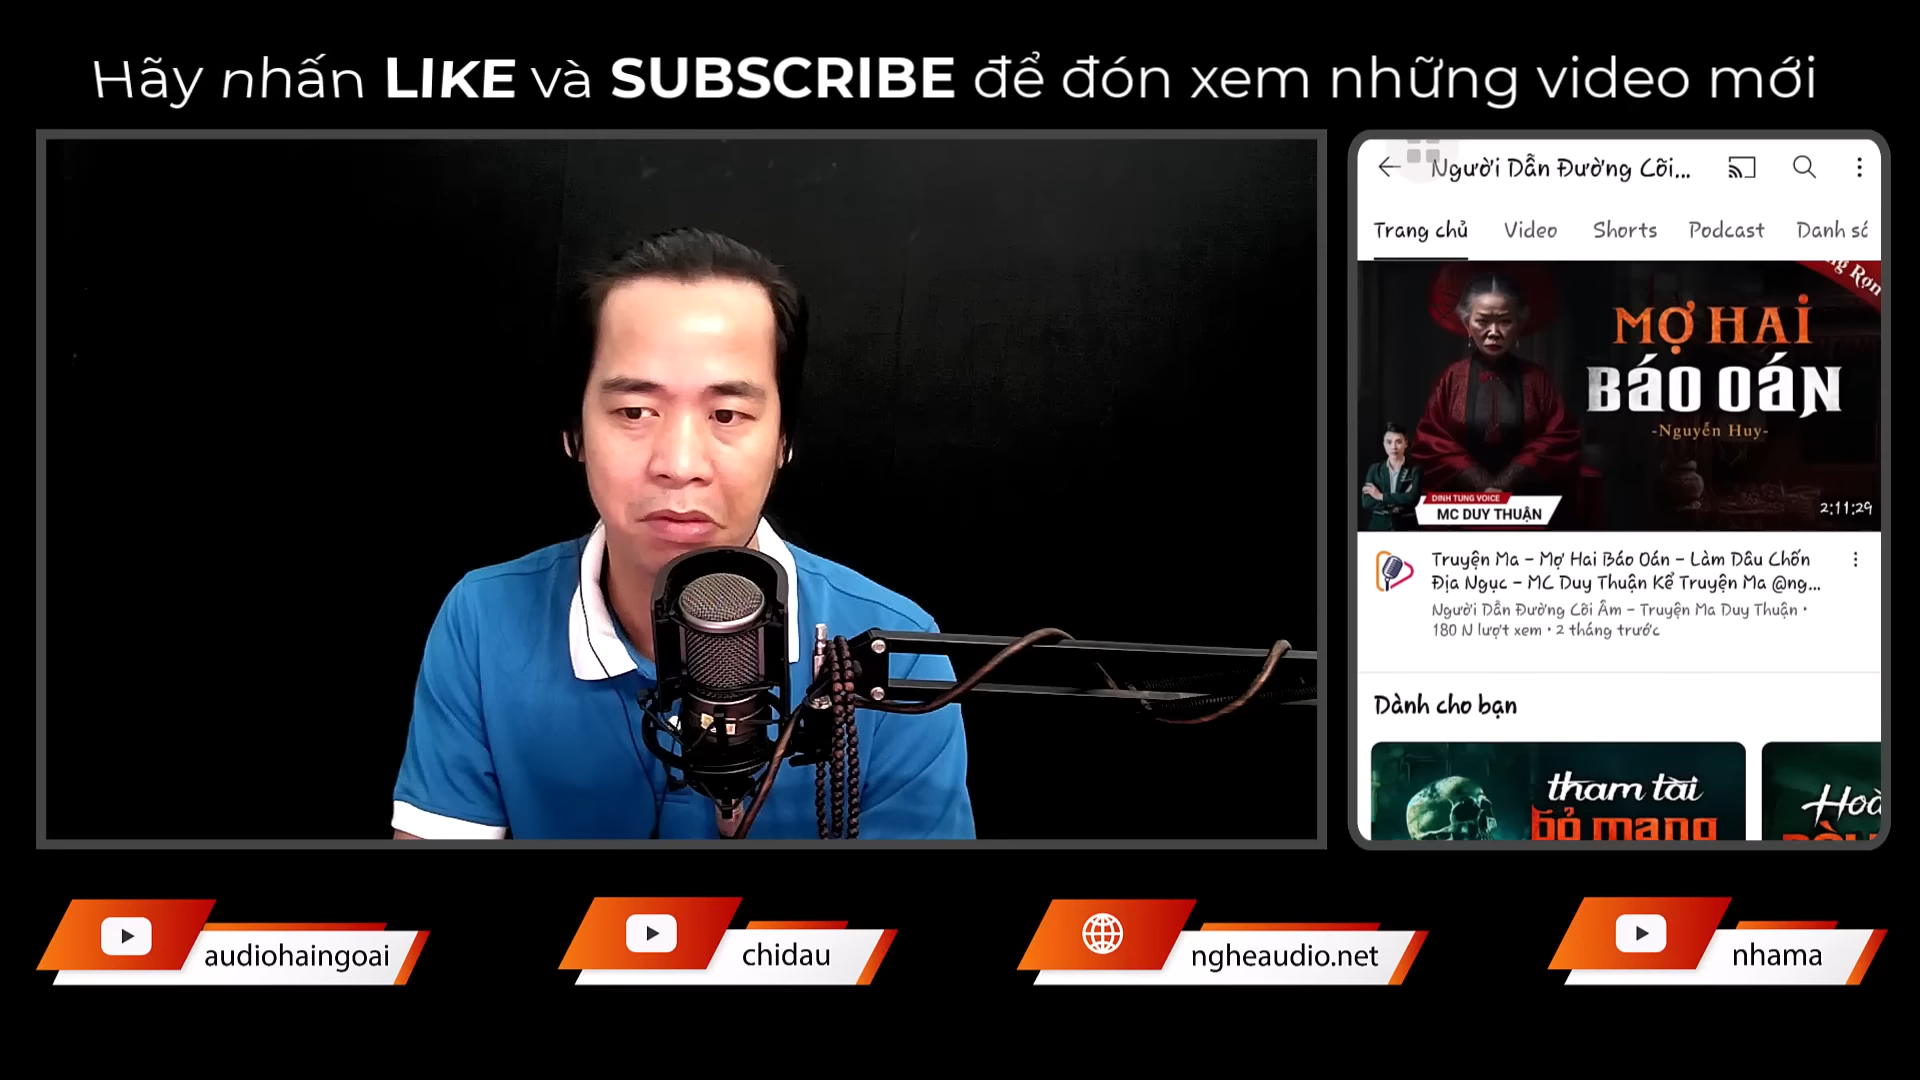 Hãy nhấn LIKE và SUBSCRIBE để đón xem những video mới
Người Dẫn Đường Cõi...
Trang chủ Video Shorts Podcast Danh sá
ng Rợn
MỢ HAI
BÁO OÁN
-Nguyễn Huy-
DINH TUNG VOICE
MC DUY THUẬN
2:11:29
Truyện Ma - Mợ Hai Báo Oán - Làm Dâu Chốn
Địa Ngục - MC Duy Thuận Kể Truyện Ma @ng...
Người Dẫn Đường Cõi Âm - Truyện Ma Duy Thuận •
180 N lượt xem • 2 tháng trước
Dành cho bạn
tham tài
bỏ mạng
audiohaingoai
chidau
ngheaudio.net
nhama